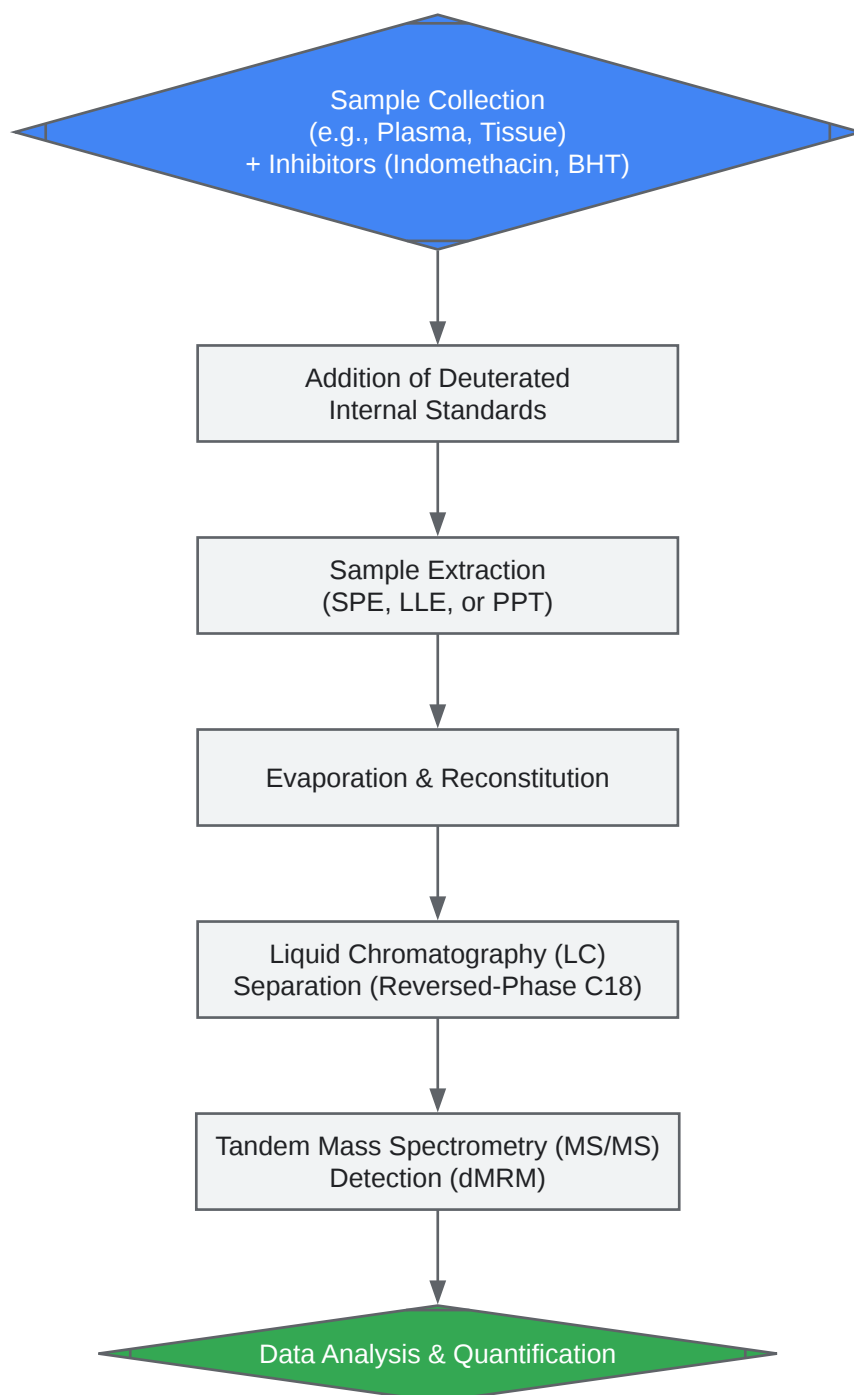 Sample Collection
(e.g., Plasma, Tissue)
+ Inhibitors (Indomethacin, BHT)
Addition of Deuterated
Internal Standards
Sample Extraction
(SPE, LLE, or PPT)
Evaporation & Reconstitution
Liquid Chromatography (LC)
Separation (Reversed-Phase C18)
Tandem Mass Spectrometry (MS/MS)
Detection (dMRM)
Data Analysis & Quantification